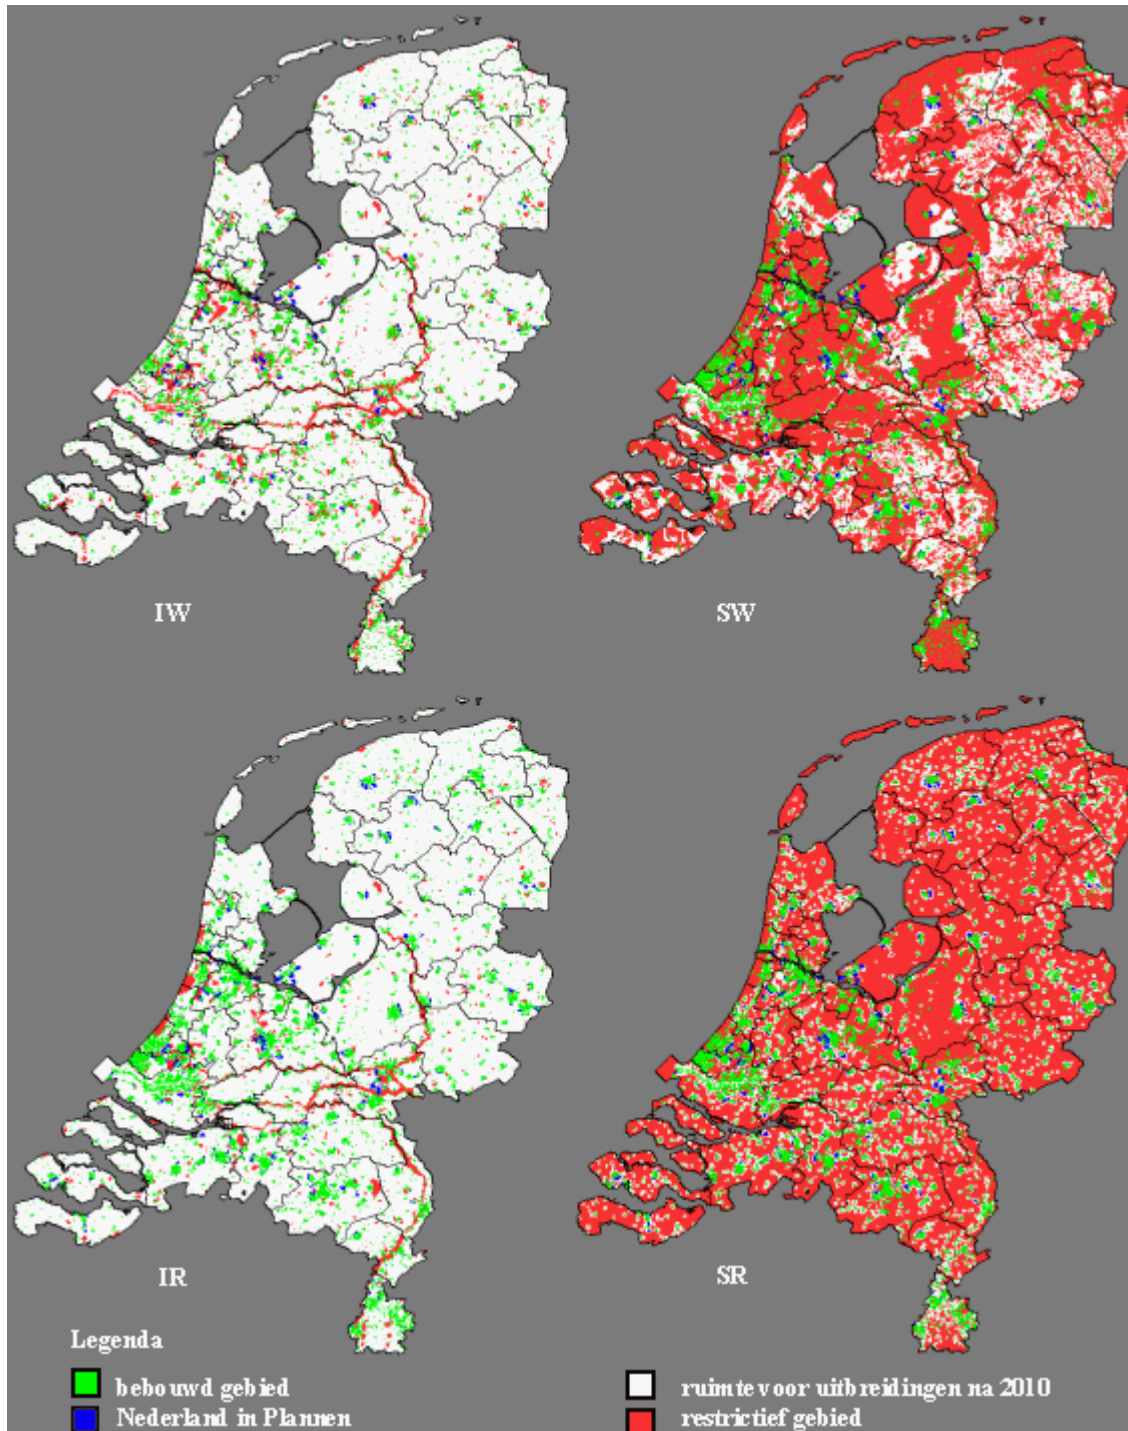 IW
SW
IR
SR
Legenda
bebouwd gebied
ruimte voor uitbreidingen na 2010
Nederland in Plannen
restrictief gebied